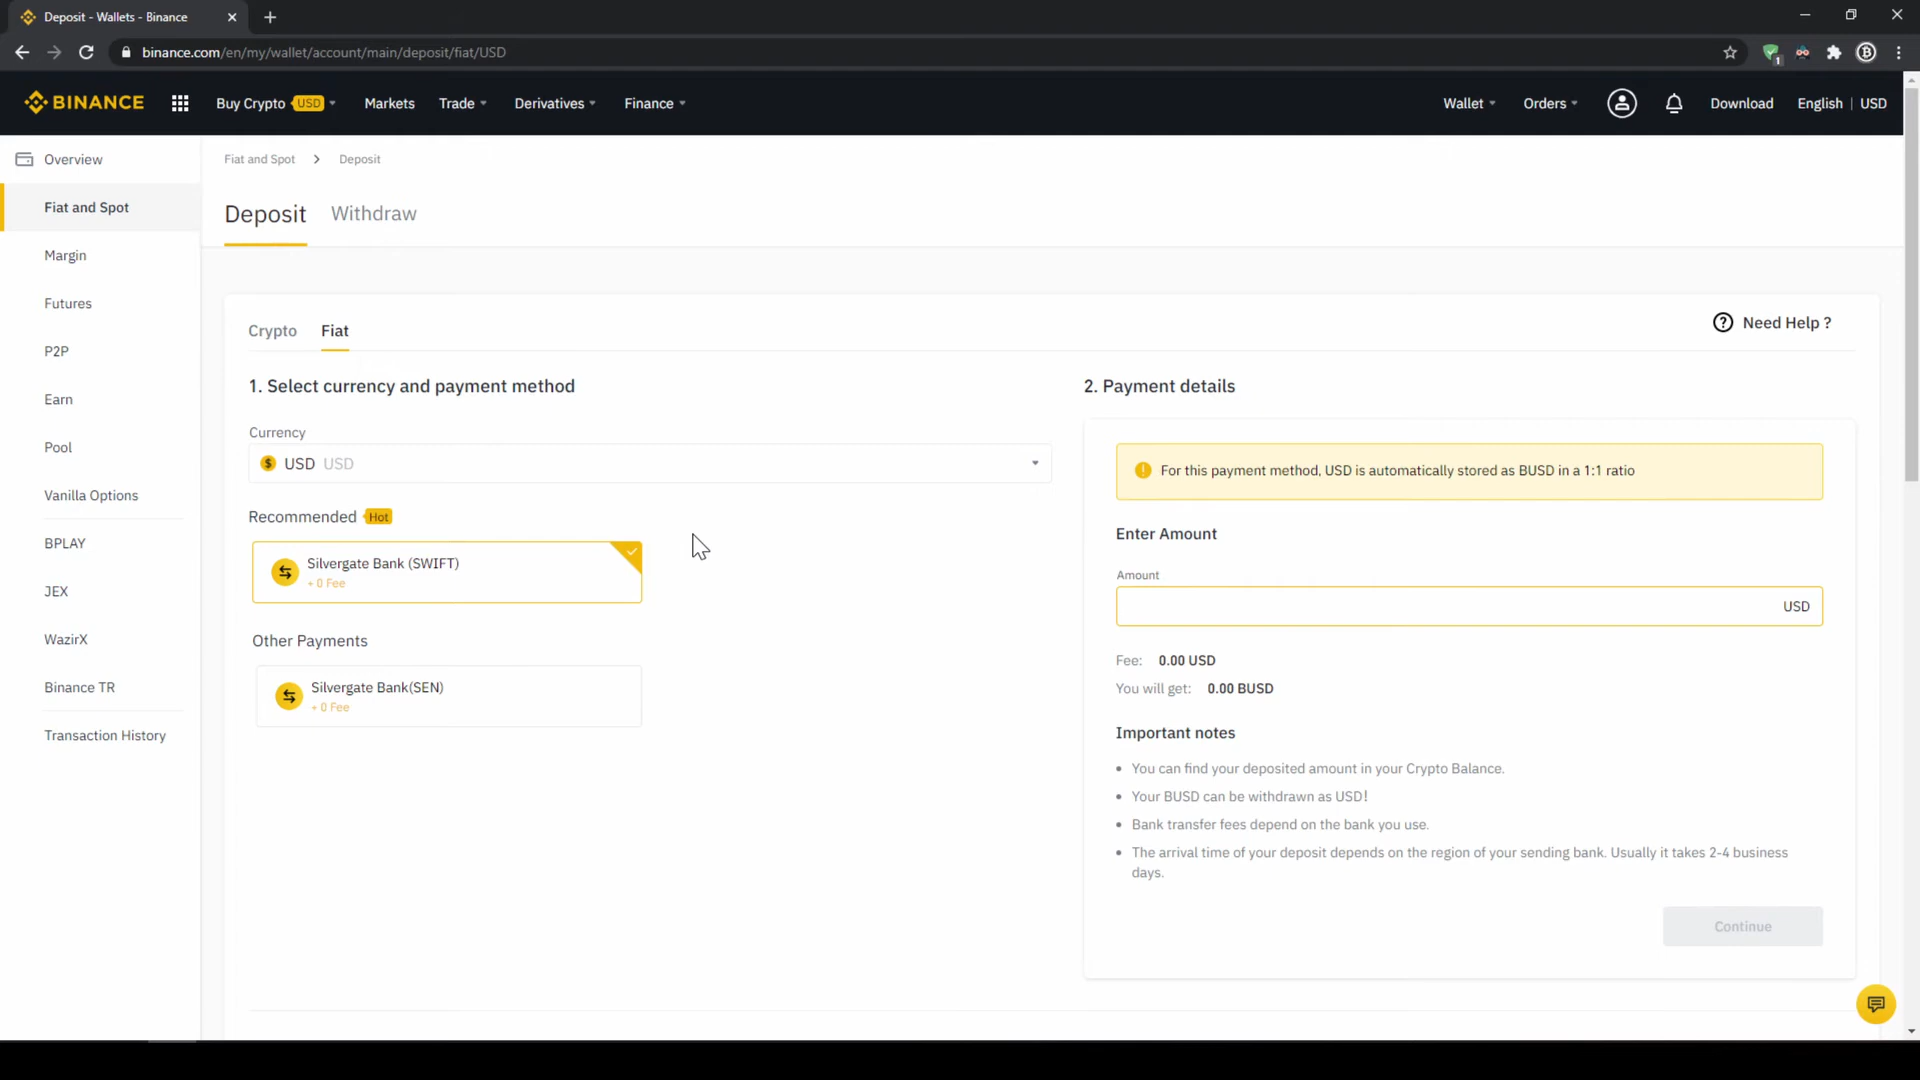 Deposit - Wallets - Binance
binance.com/en/my/wallet/account/main/deposit/fiat/USD
1
BINANCE
Buy Crypto USD
Markets
Trade
Derivatives
Finance
Wallet
Orders
Download
English | USD
Overview
Fiat and Spot
Margin
Futures
P2P
Earn
Pool
Vanilla Options
BPLAY
JEX
WazirX
Binance TR
Transaction History
Fiat and Spot > Deposit
Deposit
Withdraw
Crypto
Fiat
Need Help ?
1. Select currency and payment method
Currency
USD USD
Recommended Hot
Silvergate Bank (SWIFT)
+ 0 Fee
Other Payments
Silvergate Bank(SEN)
+ 0 Fee
2. Payment details
For this payment method, USD is automatically stored as BUSD in a 1:1 ratio
Enter Amount
Amount
USD
Fee: 0.00 USD
You will get: 0.00 BUSD
Important notes
• You can find your deposited amount in your Crypto Balance.
• Your BUSD can be withdrawn as USD!
• Bank transfer fees depend on the bank you use.
• The arrival time of your deposit depends on the region of your sending bank. Usually it takes 2-4 business
days.
Continue